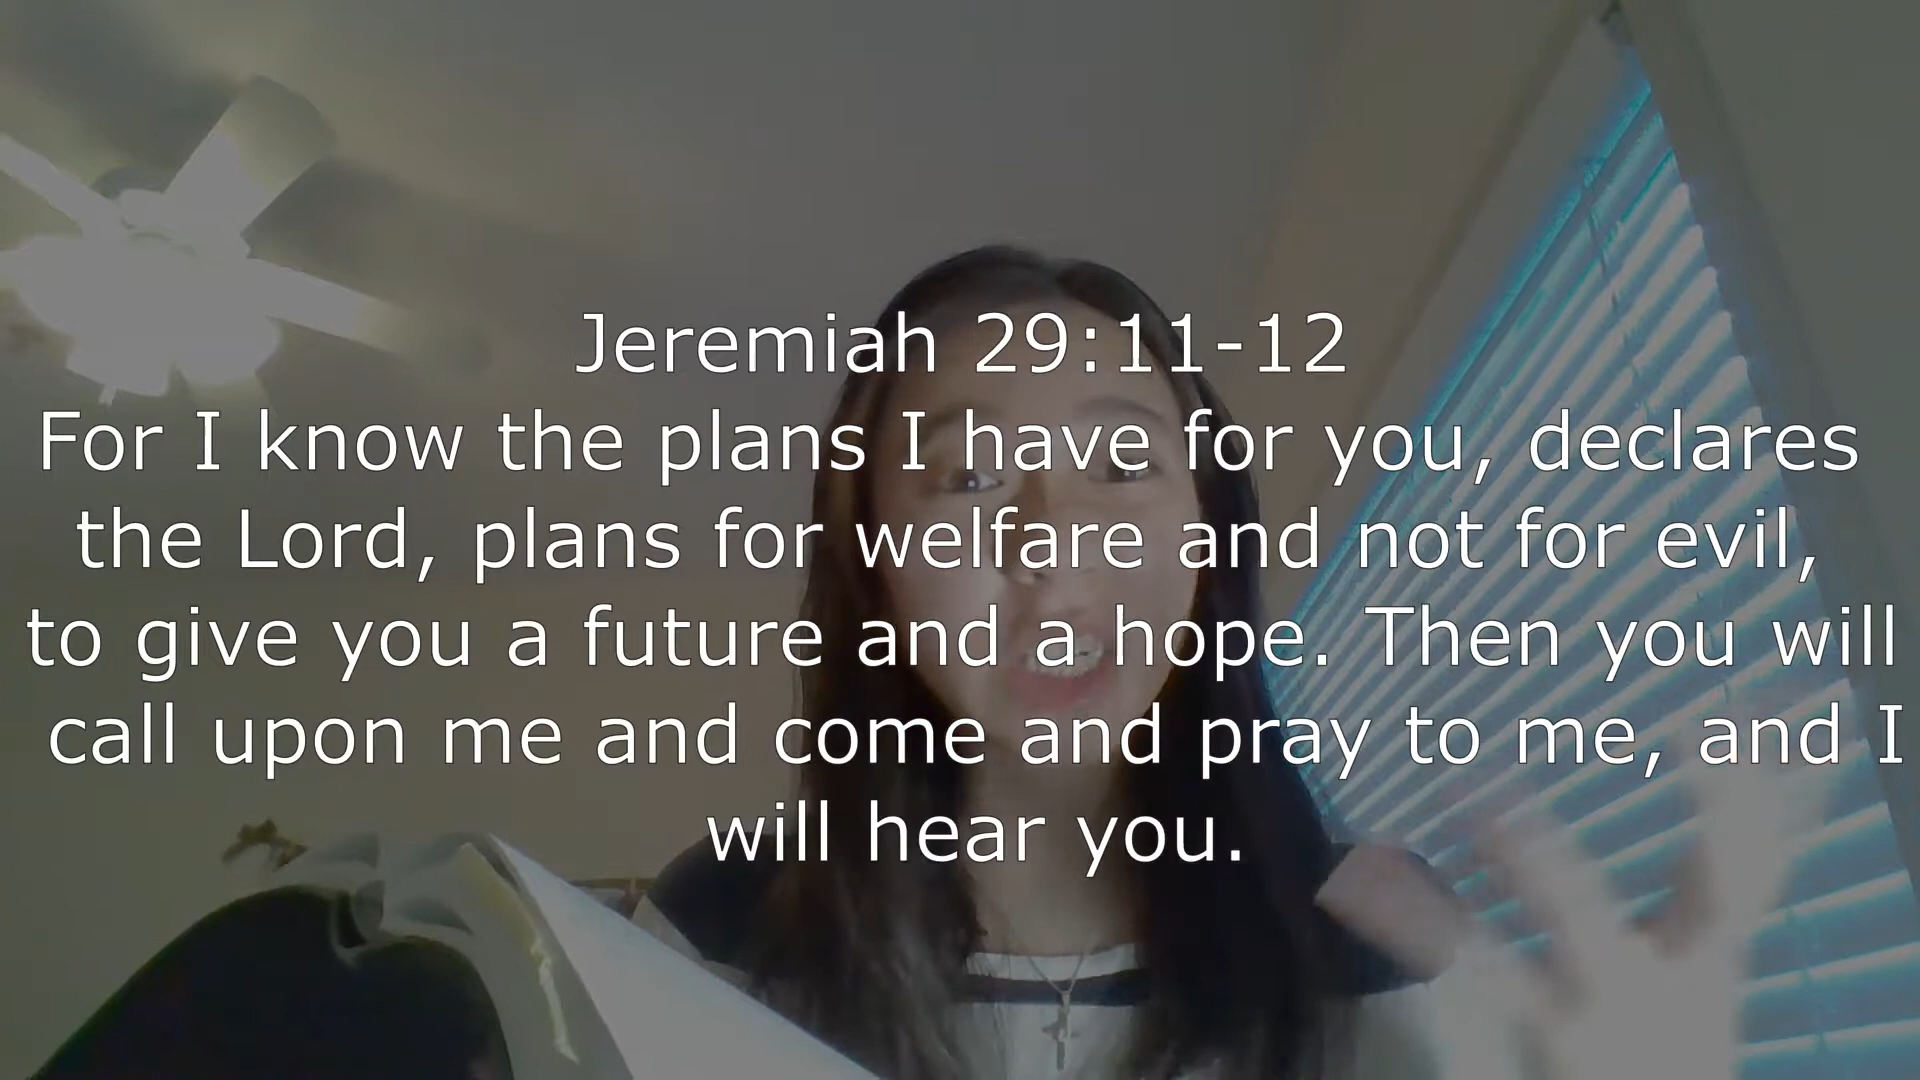 Jeremiah 29:11-12
For I know the plans I have for you, declares
the Lord, plans for welfare and not for evil,
to give you a future and a hope. Then you will
call upon me and come and pray to me, and I
will hear you.